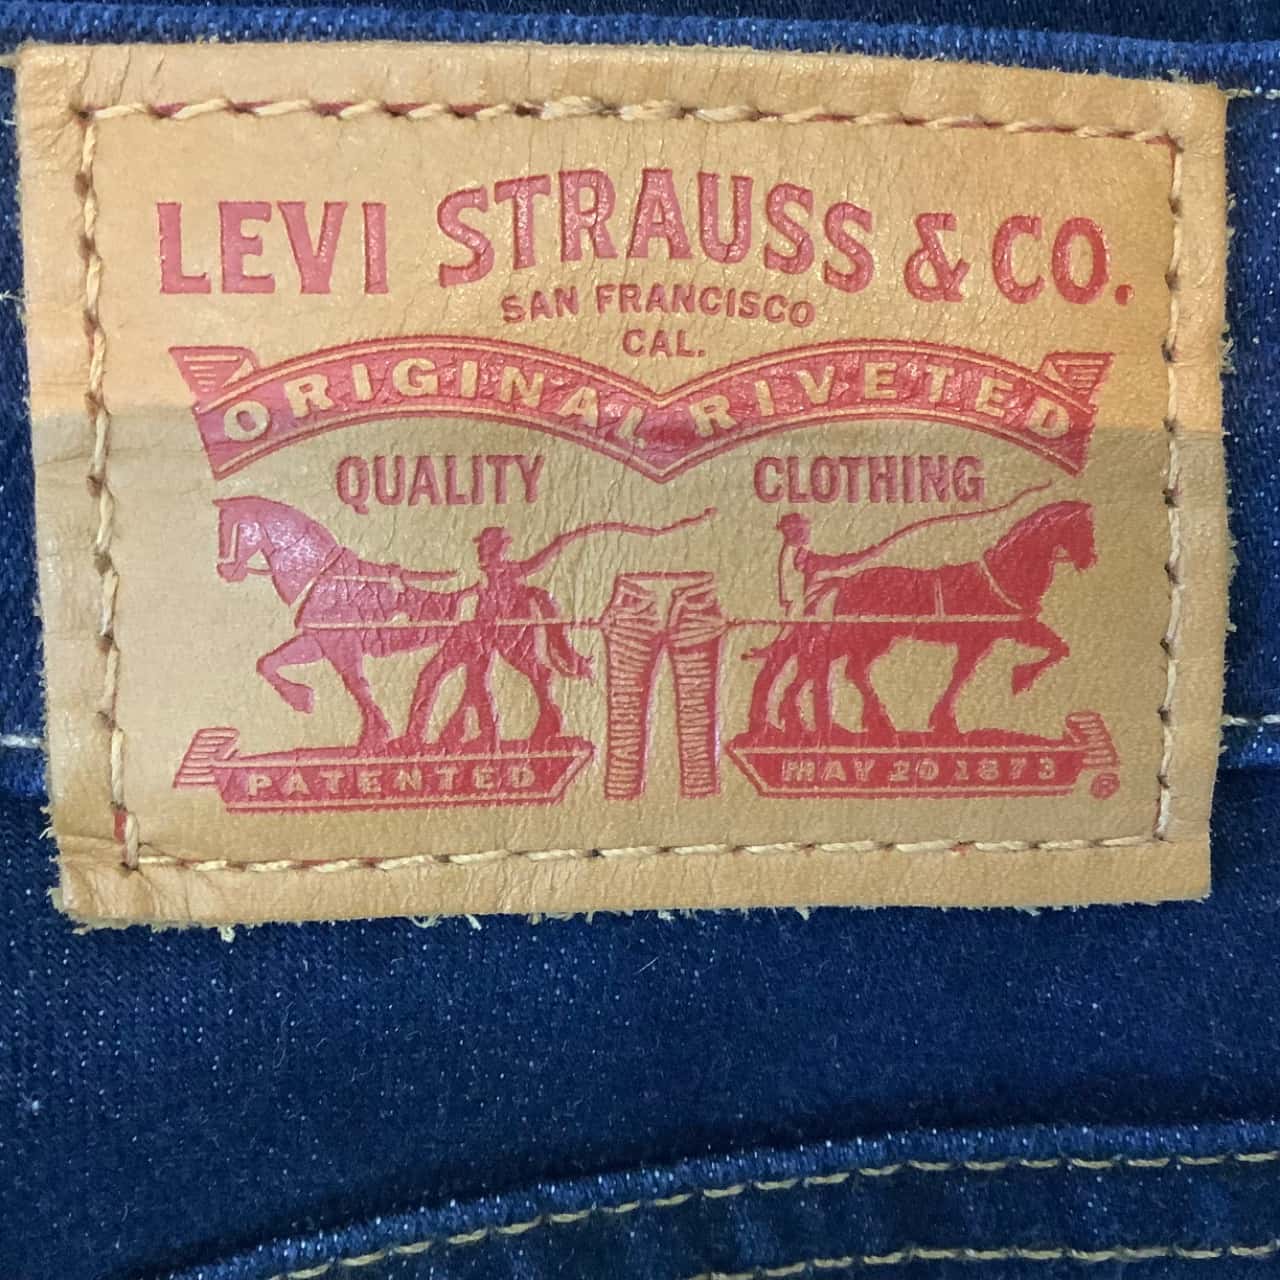 LEVI STRAUSS & CO.
SAN FRANCISCO
CAL.
ORIGINAL RIVETED
QUALITY CLOTHING
PATENTED MAY 20 1873 ®